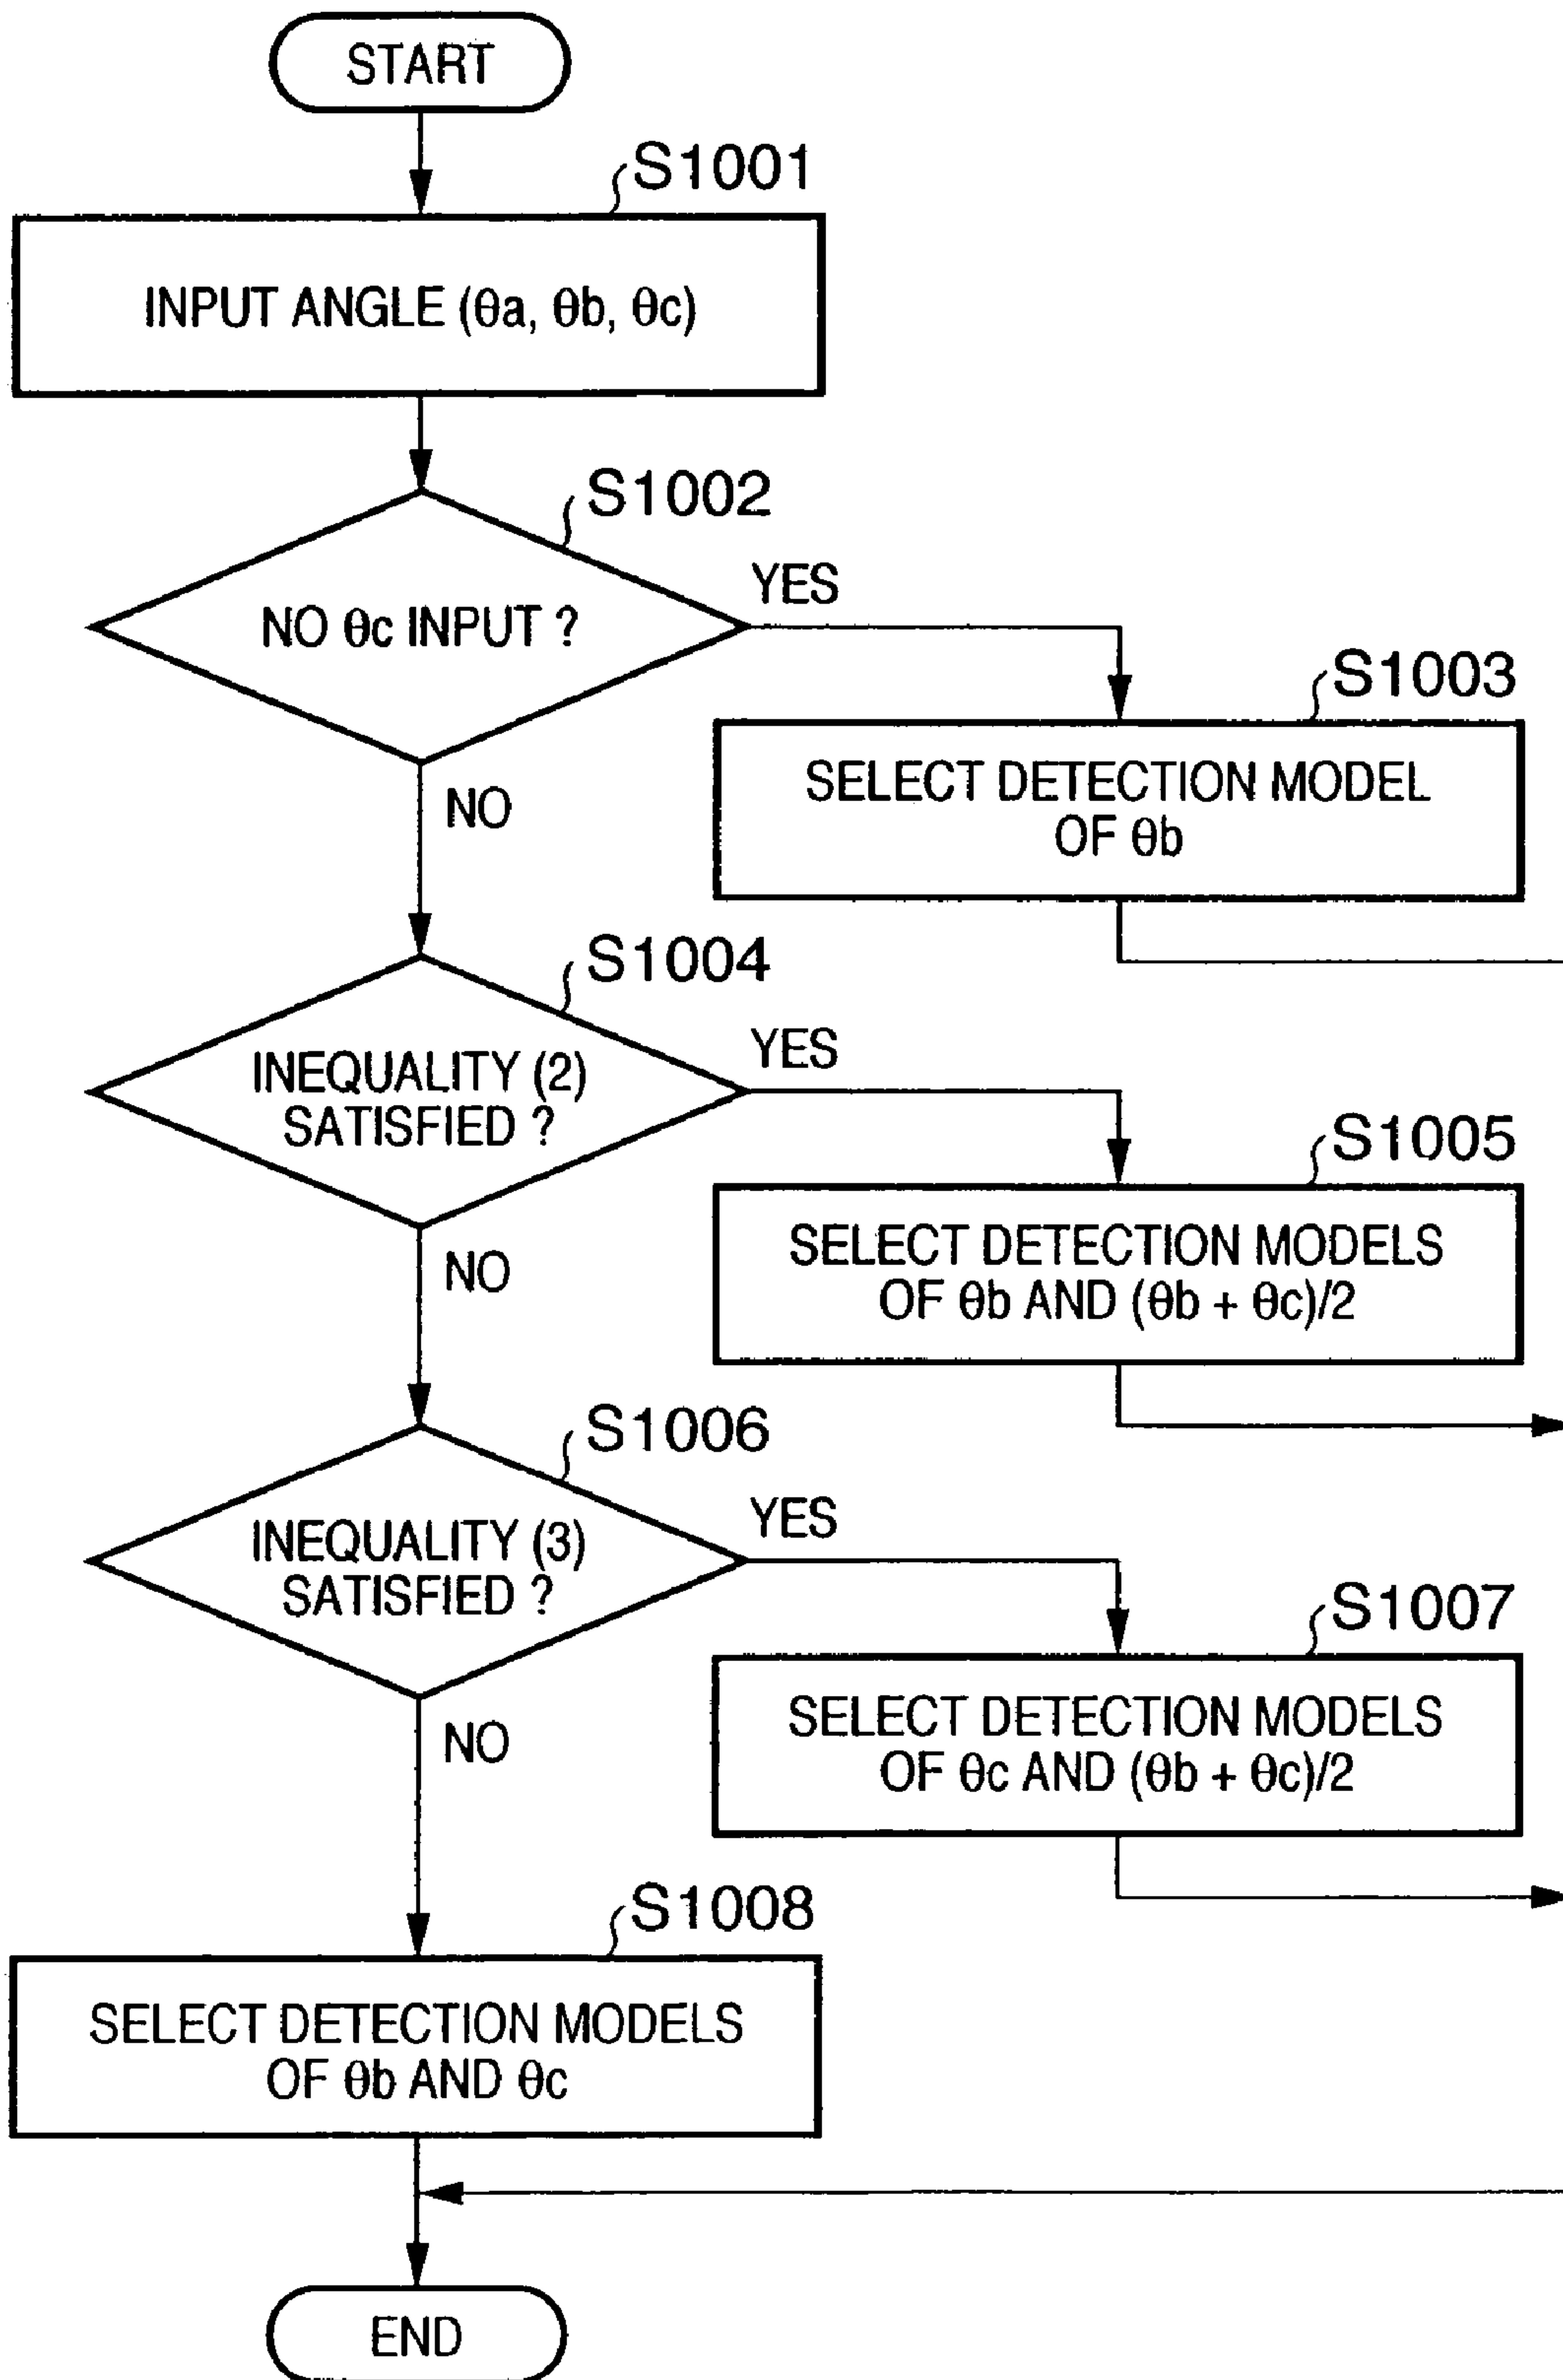 START
S1001
INPUT ANGLE (θa, θb, θc)
S1002
NO θc INPUT ?
YES
NO
S1003
SELECT DETECTION MODEL
OF θb
S1004
INEQUALITY (2)
SATISFIED ?
YES
NO
S1005
SELECT DETECTION MODELS
OF θb AND (θb + θc)/2
S1006
INEQUALITY (3)
SATISFIED ?
YES
NO
S1007
SELECT DETECTION MODELS
OF θc AND (θb + θc)/2
S1008
SELECT DETECTION MODELS
OF θb AND θc
END